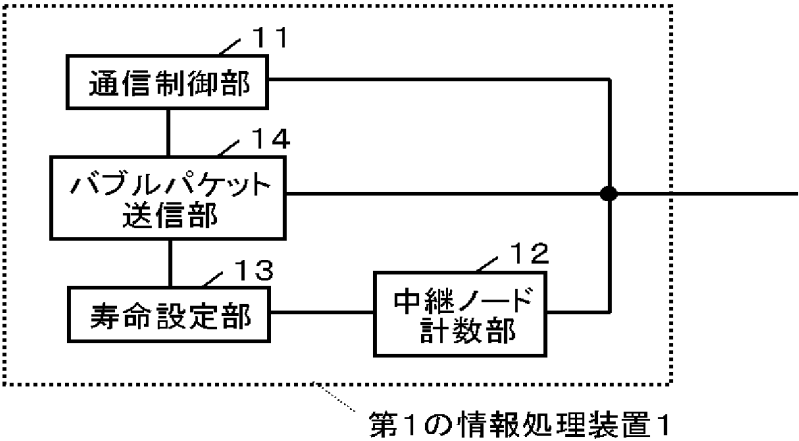 11
通信制御部
14
バブルパケット
送信部
13
寿命設定部
12
中継ノード
計数部
第1の情報処理装置1